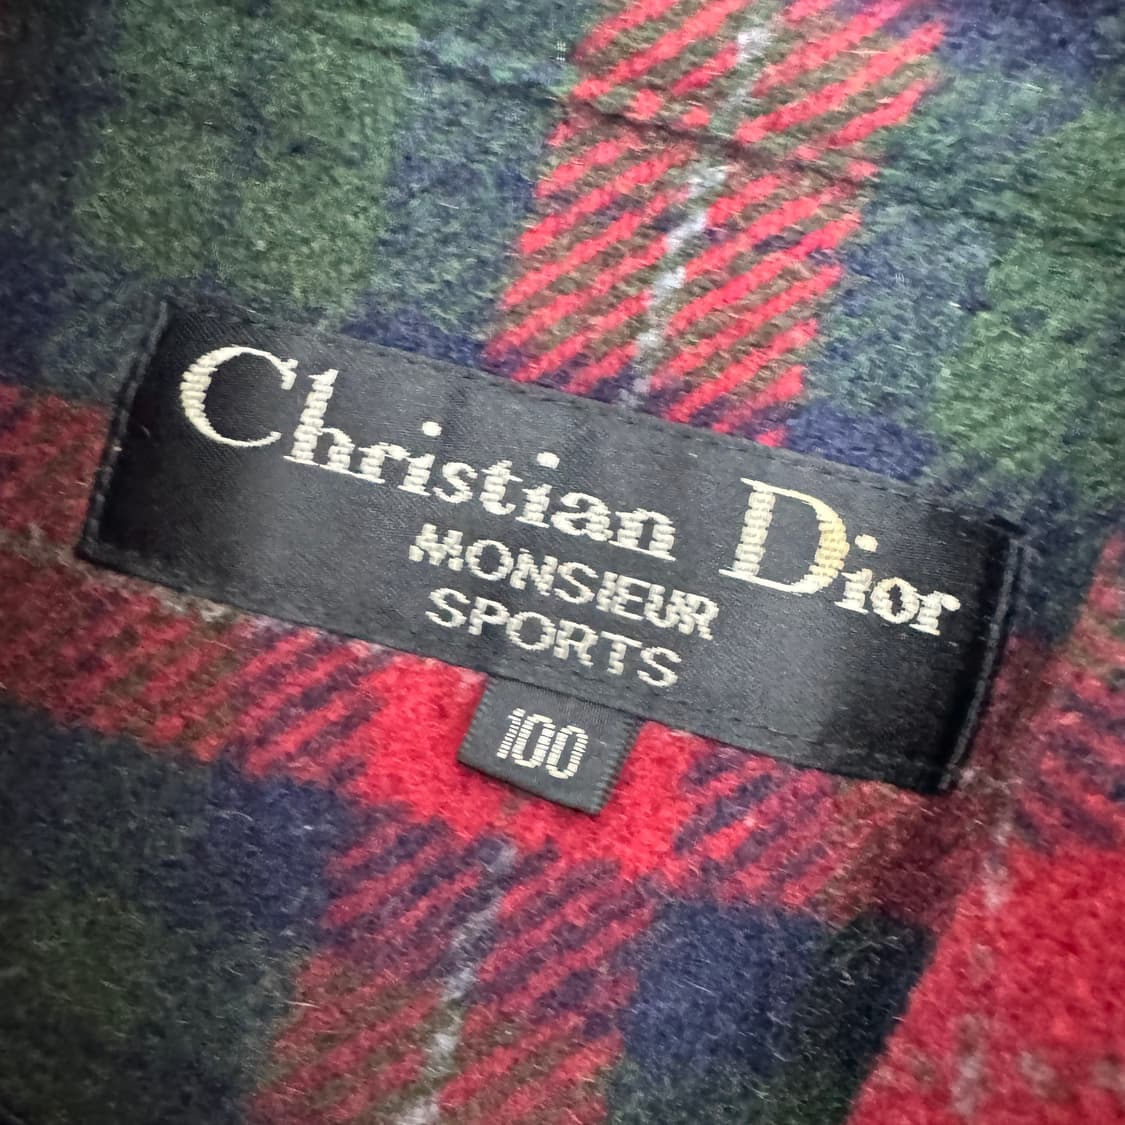 Christian Dior
MONSIEUR
SPORTS
100